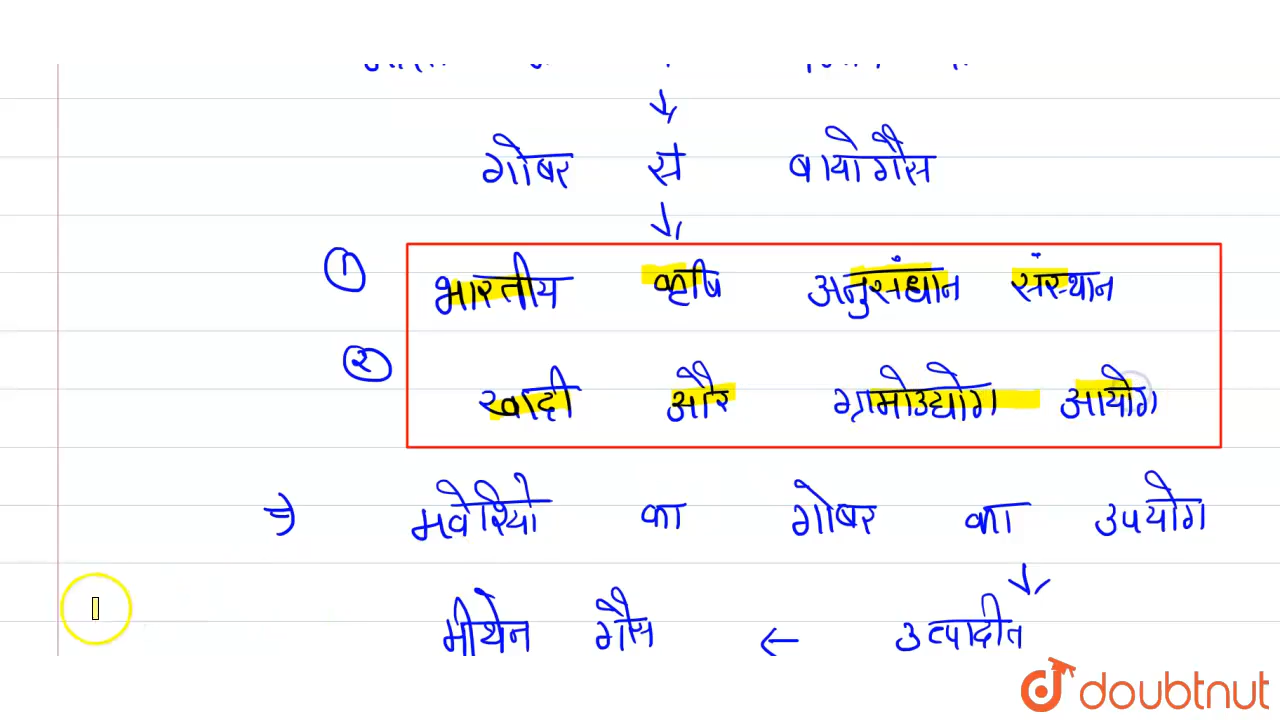 ↓
गोबर से बायोगैस
↓
① भारतीय कृषि अनुसंधान संस्थान
② खादी और ग्रामोउद्योग आयोग
⇒ मवेरियो का गोबर का उपयोग
↓
मीथेन गैस ← उत्पादीत
doubtnut